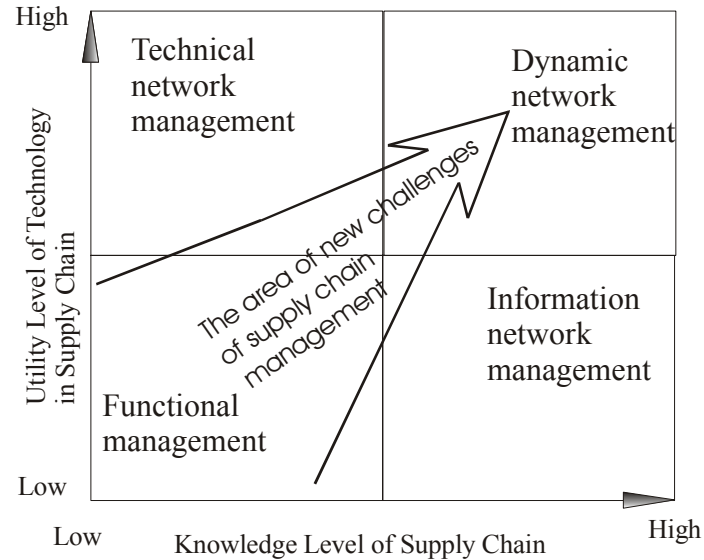 High
Technical
network
management
Dynamic
network
management
Utility Level of Technology
in Supply Chain
The area of new challenges
of supply chain
management
Information
network
management
Functional
management
Low
Low
Knowledge Level of Supply Chain
High